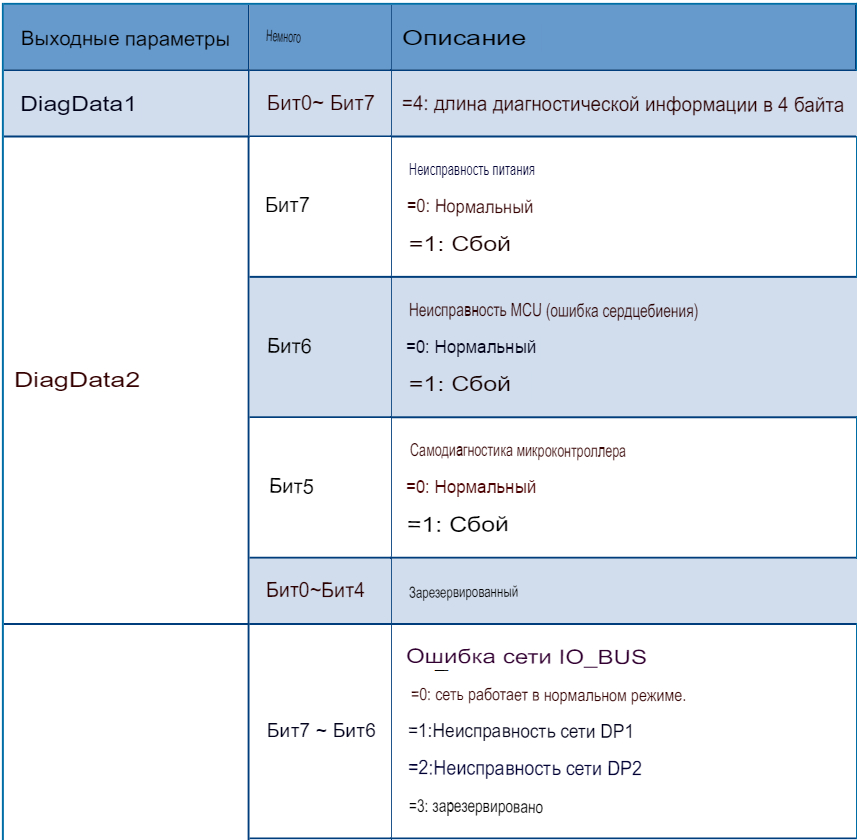 Выходные параметры Немного Описание
DiagData1 Бит0~ Бит7 =4: длина диагностической информации в 4 байта
DiagData2
Бит7
Неисправность питания
=0: Нормальный
=1: Сбой
Бит6
Неисправность MCU (ошибка сердцебиения)
=0: Нормальный
=1: Сбой
Бит5
Самодиагностика микроконтроллера
=0: Нормальный
=1: Сбой
Бит0~Бит4 Зарезервированный
Бит7 ~ Бит6
Ошибка сети IO_BUS
=0: сеть работает в нормальном режиме.
=1:Неисправность сети DP1
=2:Неисправность сети DP2
=3: зарезервировано